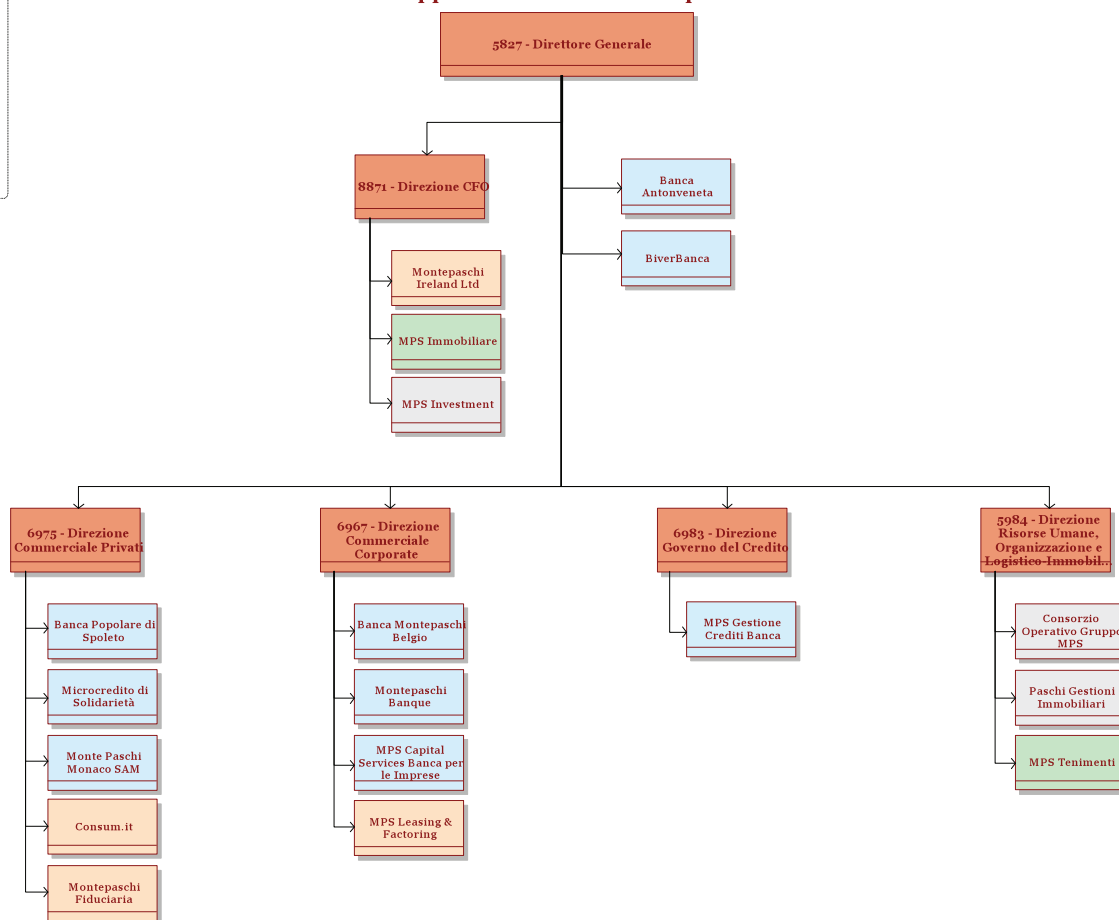 5827 - Direttore Generale
8871 - Direzione CFO
Banca
Antonveneta
BiverBanca
Montepaschi
Ireland Ltd
MPS Immobiliare
MPS Investment
6975 - Direzione
Commerciale Privati
6967 - Direzione
Commerciale
Corporate
6983 - Direzione
Governo del Credito
5984 - Direzione
Risorse Umane,
Organizzazione e
Logistico-Immobil...
Banca Popolare di
Spoleto
Microcredito di
Solidarietà
Monte Paschi
Monaco SAM
Consum.it
Montepaschi
Fiduciaria
Banca Montepaschi
Belgio
Montepaschi
Banque
MPS Capital
Services Banca per
le Imprese
MPS Leasing &
Factoring
MPS Gestione
Crediti Banca
Consorzio
Operativo Gruppo
MPS
Paschi Gestioni
Immobiliari
MPS Tenimenti